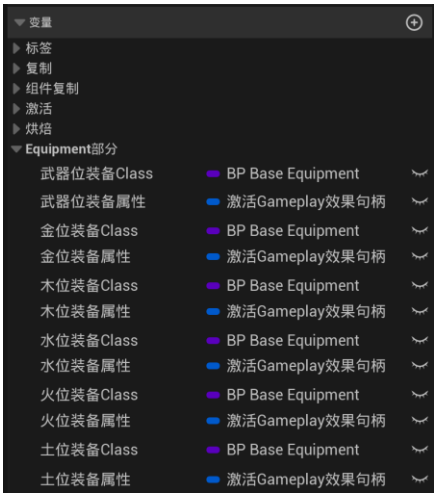 变量
标签
复制
组件复制
激活
烘焙
Equipment部分
武器位装备Class BP Base Equipment
武器位装备属性 激活Gameplay效果句柄
金位装备Class BP Base Equipment
金位装备属性 激活Gameplay效果句柄
木位装备Class BP Base Equipment
木位装备属性 激活Gameplay效果句柄
水位装备Class BP Base Equipment
水位装备属性 激活Gameplay效果句柄
火位装备Class BP Base Equipment
火位装备属性 激活Gameplay效果句柄
土位装备Class BP Base Equipment
土位装备属性 激活Gameplay效果句柄